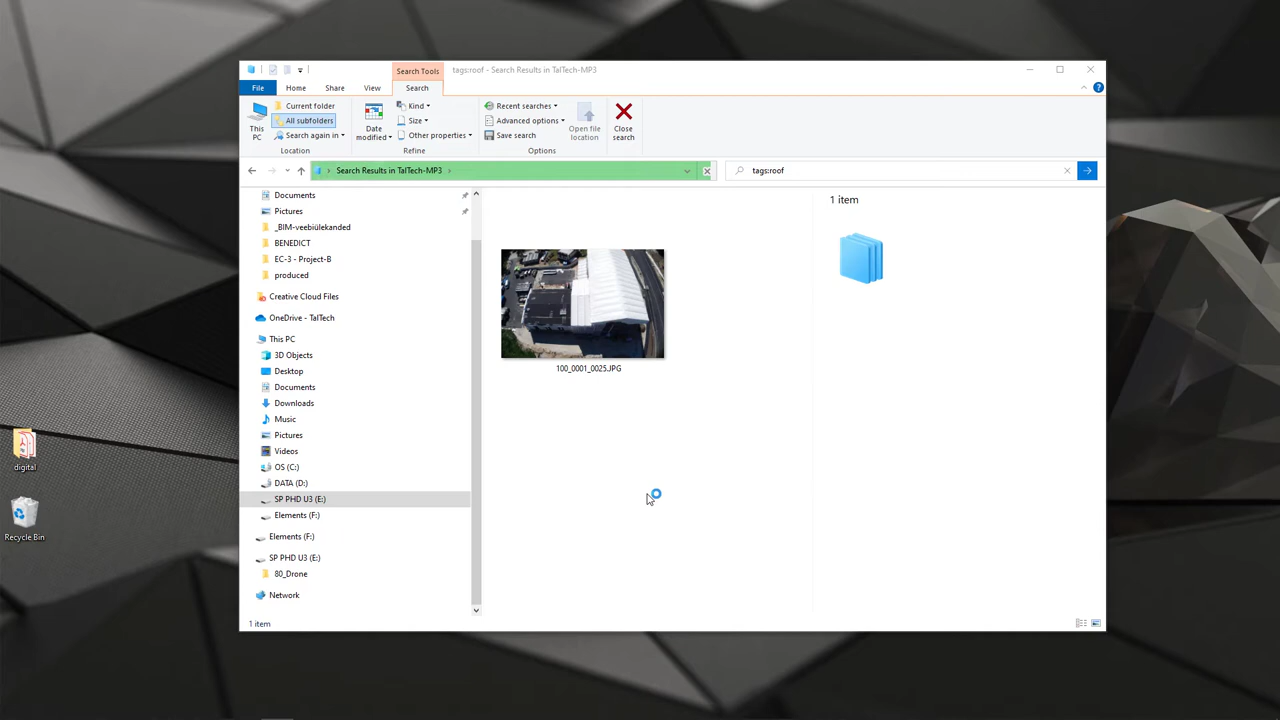 Search Tools
tags:roof - Search Results in TalTech-MP3
File
Home
Share
View
Search
This PC
Current folder
All subfolders
Search again in
Location
Date modified
Kind
Size
Other properties
Refine
Recent searches
Advanced options
Save search
Open file location
Options
Close search
Search Results in TalTech-MP3
tags:roof
Documents
Pictures
_BIM-veebiülekanded
BENEDICT
EC-3 - Project-B
produced
Creative Cloud Files
OneDrive - TalTech
This PC
3D Objects
Desktop
Documents
Downloads
Music
Pictures
Videos
OS (C:)
DATA (D:)
SP PHD U3 (E:)
Elements (F:)
Elements (F:)
SP PHD U3 (E:)
80_Drone
Network
100_0001_0025.JPG
1 item
1 item
digital
Recycle Bin